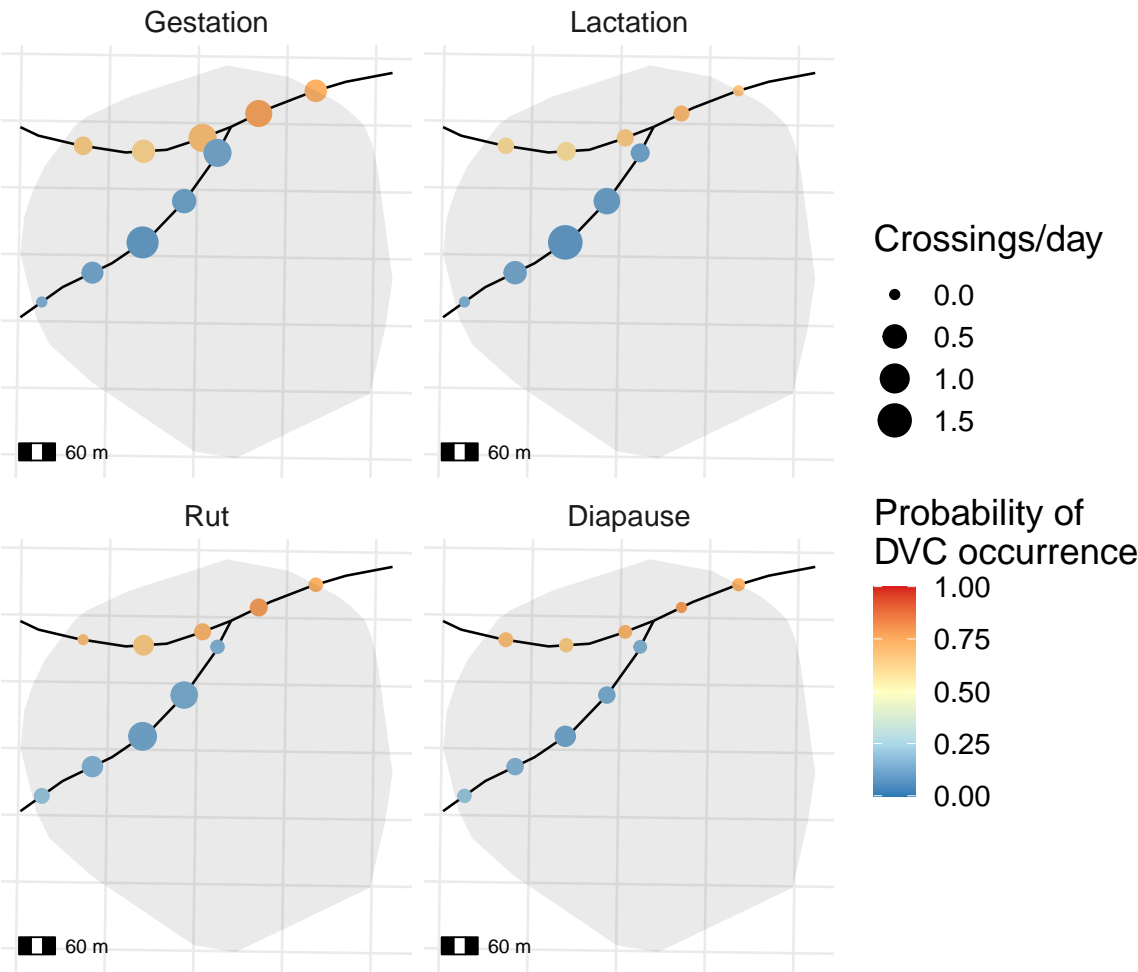 Gestation
Lactation
60 m
60 m
Rut
Diapause
60 m
60 m
Crossings/day
0.0
0.5
1.0
1.5
Probability of
DVC occurrence
1.00
0.75
0.50
0.25
0.00